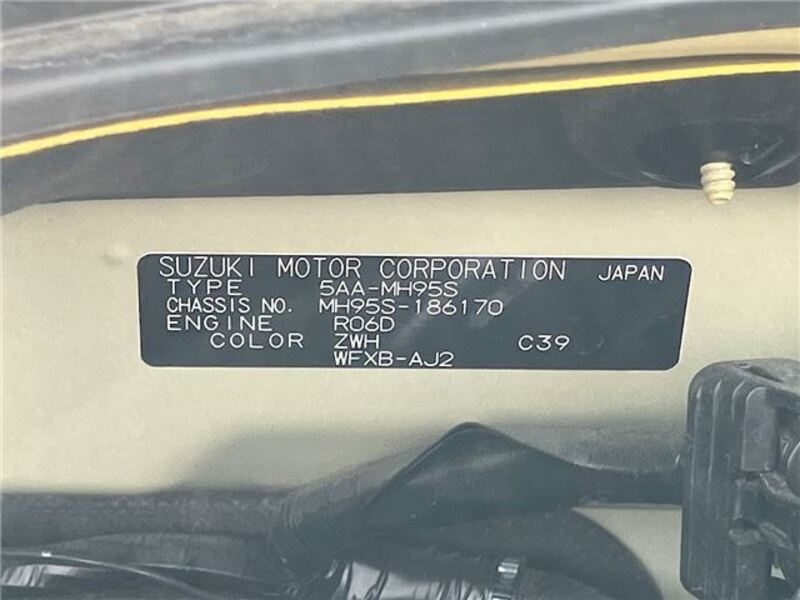 SUZUKI MOTOR CORPORATION JAPAN
TYPE 5AA-MH95S
CHASSIS NO. MH95S-186170
ENGINE R06D
COLOR ZWH C39
WFXB-AJ2